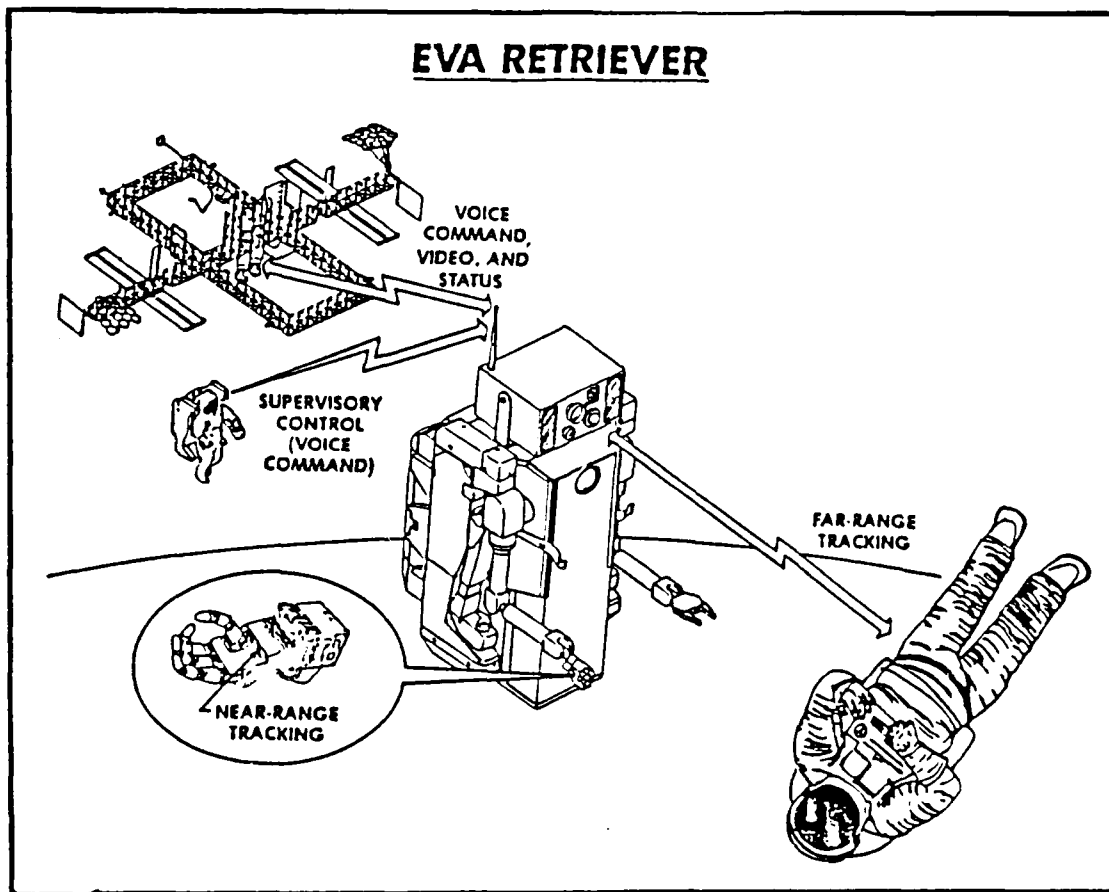 EVA RETRIEVER
VOICE
COMMAND,
VIDEO, AND
STATUS
SUPERVISORY
CONTROL
(VOICE
COMMAND)
FAR-RANGE
TRACKING
NEAR-RANGE
TRACKING